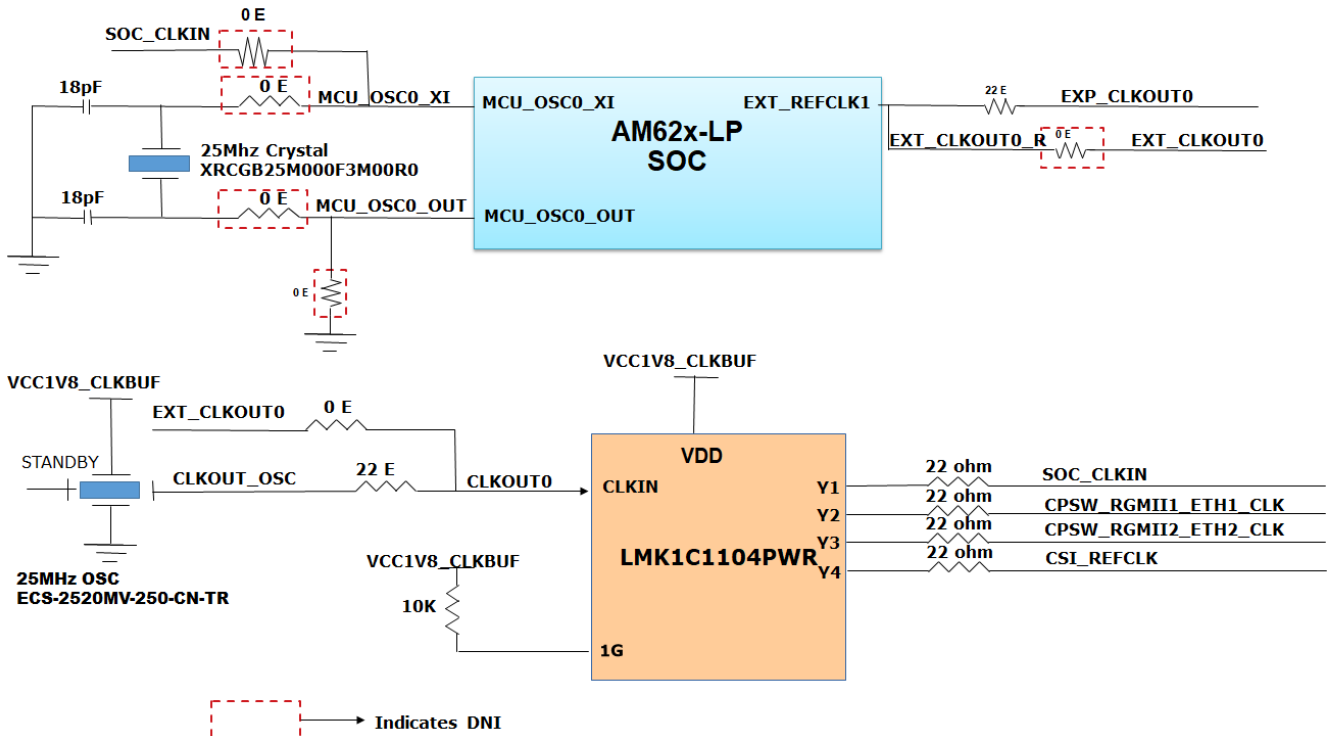 0 E
SOC_CLKIN
18pF
0 E
MCU_OSC0_XI
MCU_OSC0_XI
EXT_REFCLK1
22 E
EXP_CLKOUT0
AM62x-LP
SOC
EXT_CLKOUT0_R
0 E
EXT_CLKOUT0
25Mhz Crystal
XRCGB25M000F3M00R0
18pF
0 E
MCU_OSC0_OUT
MCU_OSC0_OUT
0 E
VCC1V8_CLKBUF
VCC1V8_CLKBUF
EXT_CLKOUT0
0 E
STANDBY
CLKOUT_OSC
22 E
CLKOUT0
VDD
CLKIN
Y1
22 ohm
SOC_CLKIN
Y2
22 ohm
CPSW_RGMII1_ETH1_CLK
Y3
22 ohm
CPSW_RGMII2_ETH2_CLK
Y4
22 ohm
CSI_REFCLK
LMK1C1104PWR
VCC1V8_CLKBUF
10K
1G
25MHz OSC
ECS-2520MV-250-CN-TR
Indicates DNI